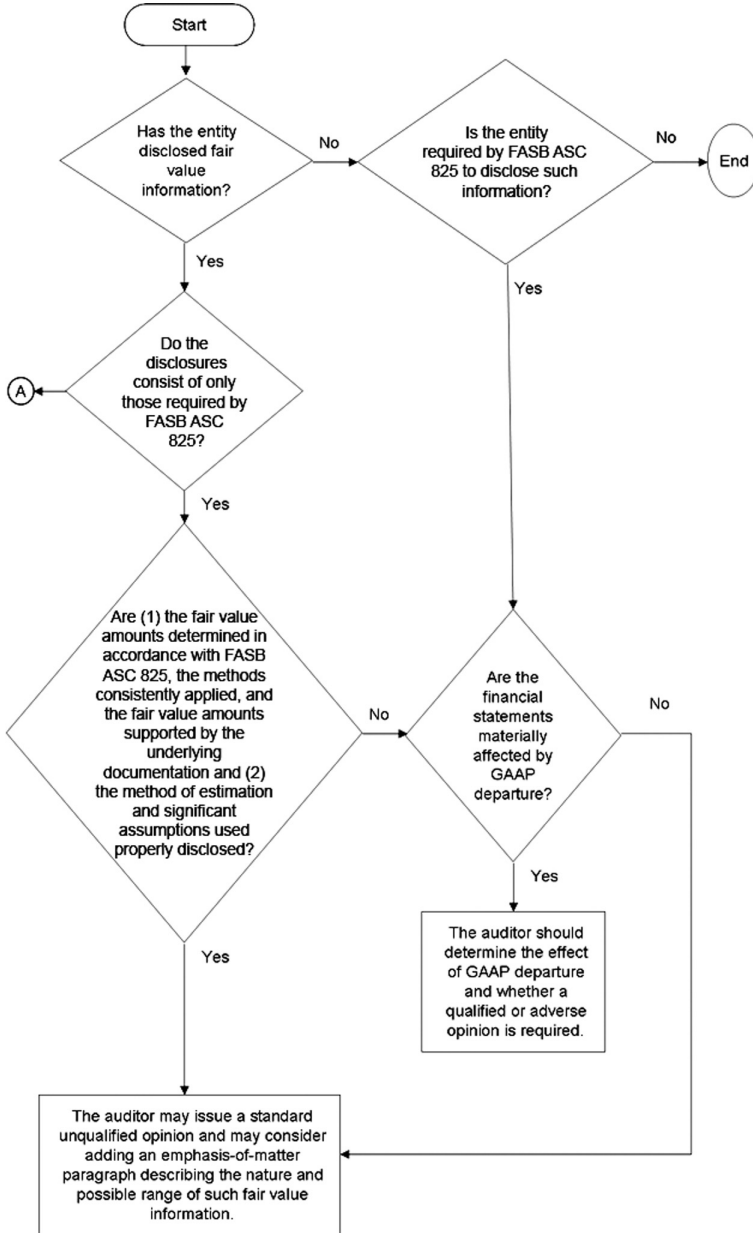 Start
Has the entity
disclosed fair
value
information?
No
Is the entity
required by FASB ASC
825 to disclose such
information?
No
End
Yes
Yes
Do the
disclosures
consist of only
those required by
FASB ASC
825?
A
Yes
Are (1) the fair value
amounts determined in
accordance with FASB
ASC 825, the methods
consistently applied, and
the fair value amounts
supported by the
underlying
documentation and (2)
the method of estimation
and significant
assumptions used
properly disclosed?
No
Are the
financial
statements
materially
affected by
GAAP
departure?
No
Yes
Yes
The auditor should
determine the effect
of GAAP departure
and whether a
qualified or adverse
opinion is required.
The auditor may issue a standard
unqualified opinion and may consider
adding an emphasis-of-matter
paragraph describing the nature and
possible range of such fair value
information.